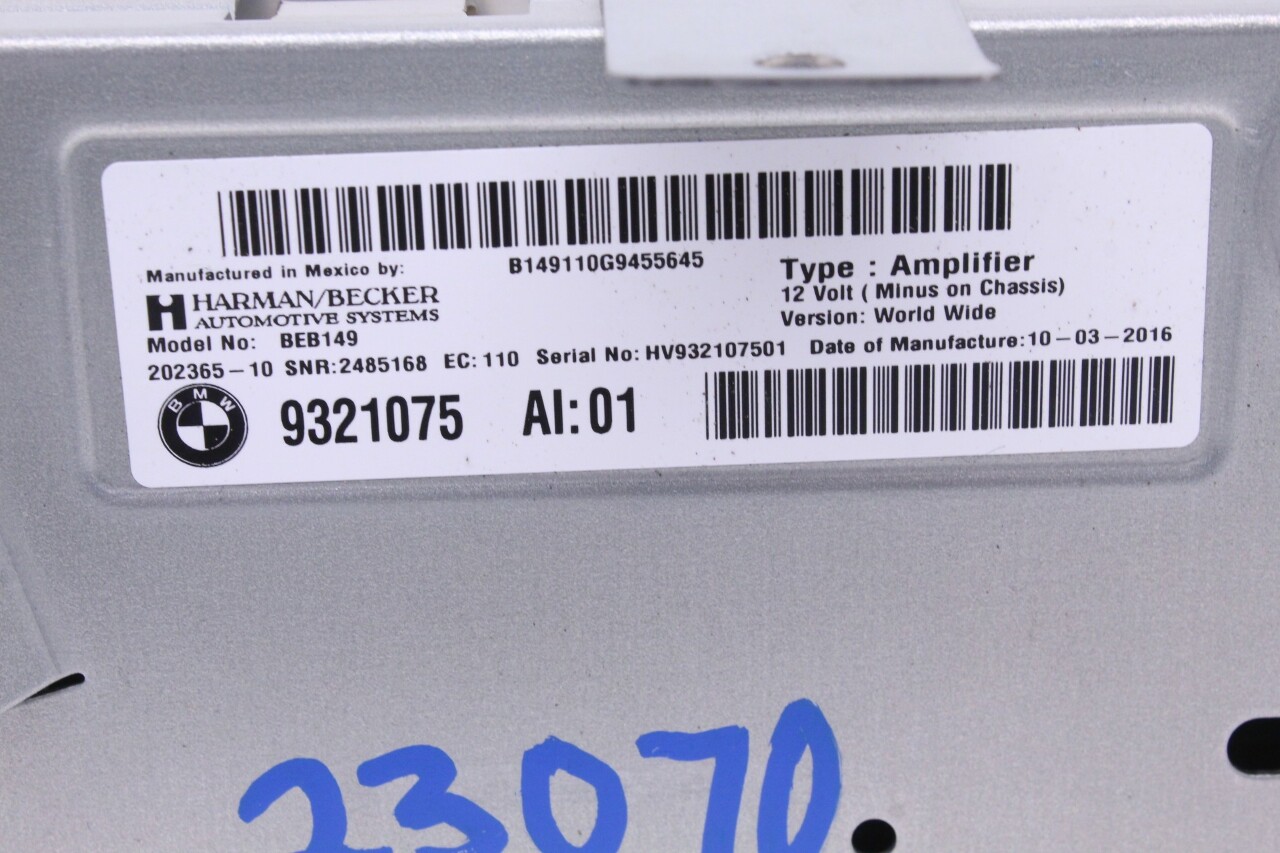 B149110G9455645
Manufactured in Mexico by:
HARMAN/BECKER
AUTOMOTIVE SYSTEMS
Type : Amplifier
12 Volt ( Minus on Chassis)
Version: World Wide
Model No: BEB149
202365-10 SNR:2485168 EC: 110 Serial No: HV932107501 Date of Manufacture:10-03-2016
BMW 9321075 AI: 01
23070